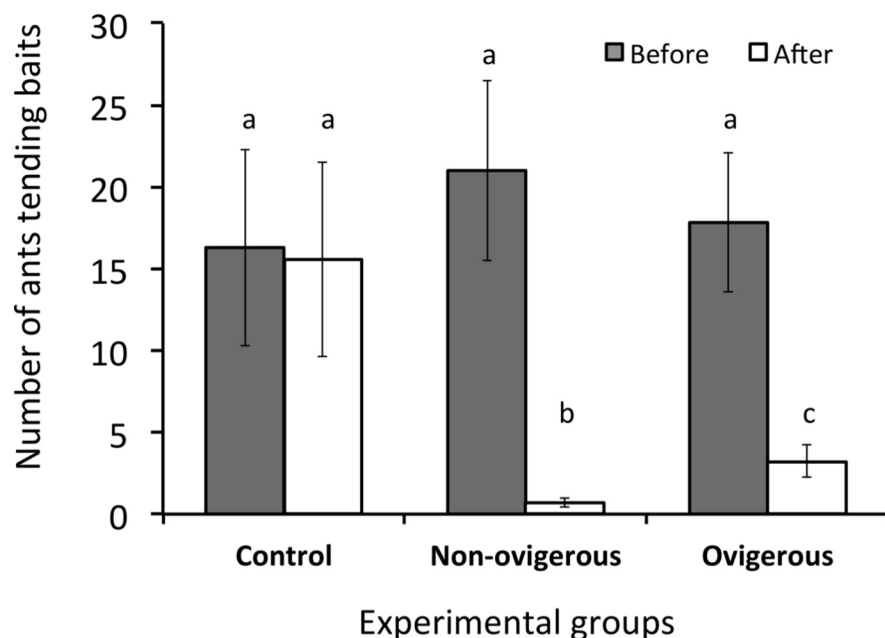 Number of ants tending baits
30
25
20
15
10
5
0
Before After
a a a b a c
Control Non-ovigerous Ovigerous
Experimental groups